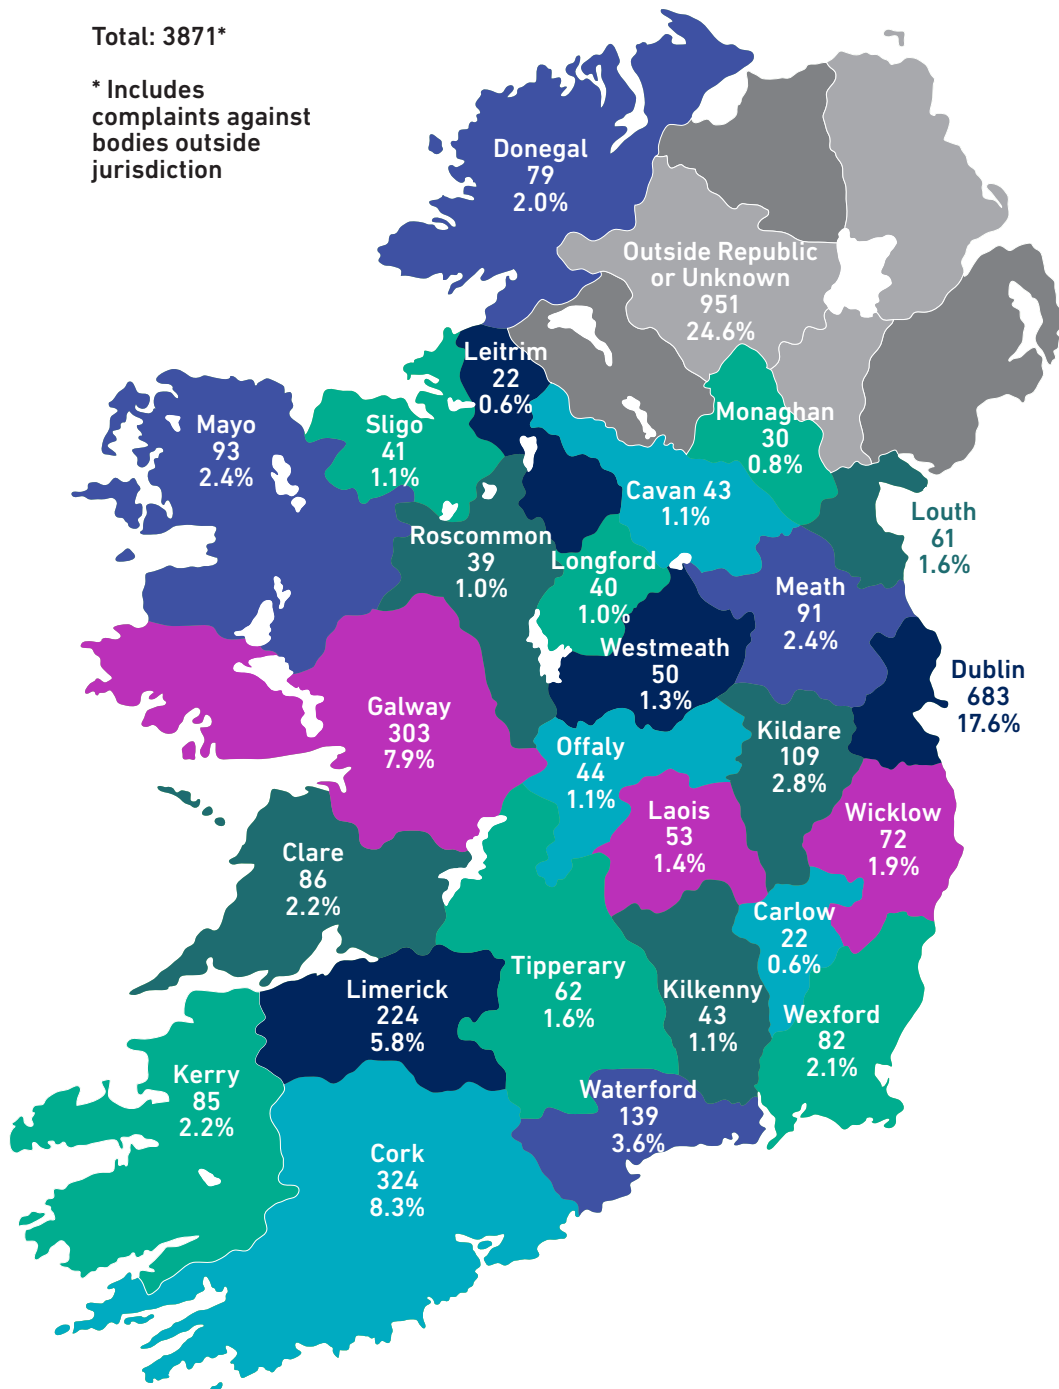 Total: 3871*
* Includes
complaints against
bodies outside
jurisdiction
Donegal
79
2.0%
Outside Republic
or Unknown
951
24.6%
Leitrim
22
0.6%
Monaghan
30
0.8%
Mayo
93
2.4%
Sligo
41
1.1%
Cavan 43
1.1%
Louth
61
1.6%
Roscommon
39
1.0%
Longford
40
1.0%
Meath
91
2.4%
Westmeath
50
1.3%
Dublin
683
17.6%
Galway
303
7.9%
Offaly
44
1.1%
Kildare
109
2.8%
Laois
53
1.4%
Wicklow
72
1.9%
Clare
86
2.2%
Carlow
22
0.6%
Tipperary
62
1.6%
Limerick
224
5.8%
Kilkenny
43
1.1%
Wexford
82
2.1%
Kerry
85
2.2%
Waterford
139
3.6%
Cork
324
8.3%